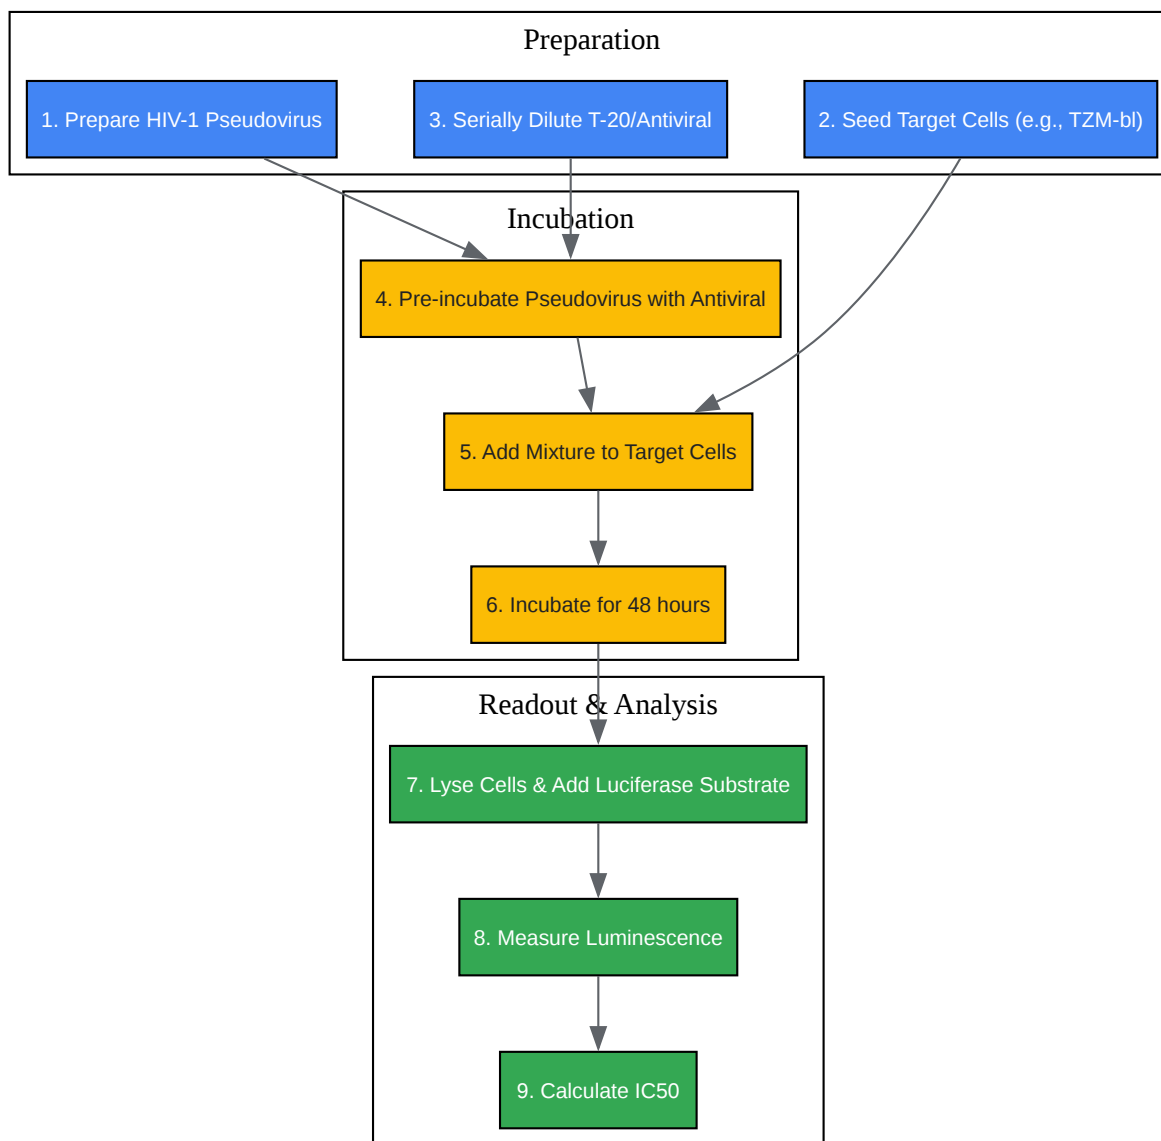 Preparation
1. Prepare HIV-1 Pseudovirus
3. Serially Dilute T-20/Antiviral
2. Seed Target Cells (e.g., TZM-bl)
Incubation
4. Pre-incubate Pseudovirus with Antiviral
5. Add Mixture to Target Cells
6. Incubate for 48 hours
Readout & Analysis
7. Lyse Cells & Add Luciferase Substrate
8. Measure Luminescence
9. Calculate IC50